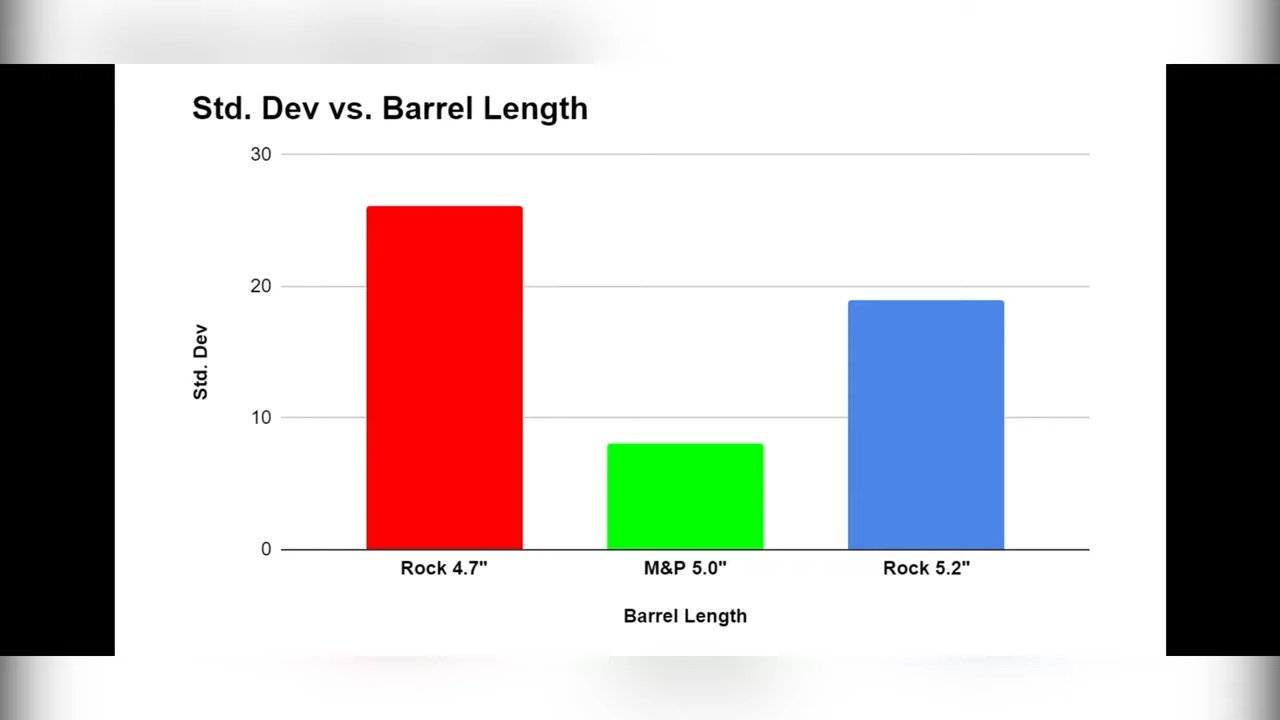 Std. Dev vs. Barrel Length
30
20
10
0
Std. Dev
Rock 4.7" M&P 5.0" Rock 5.2"
Barrel Length